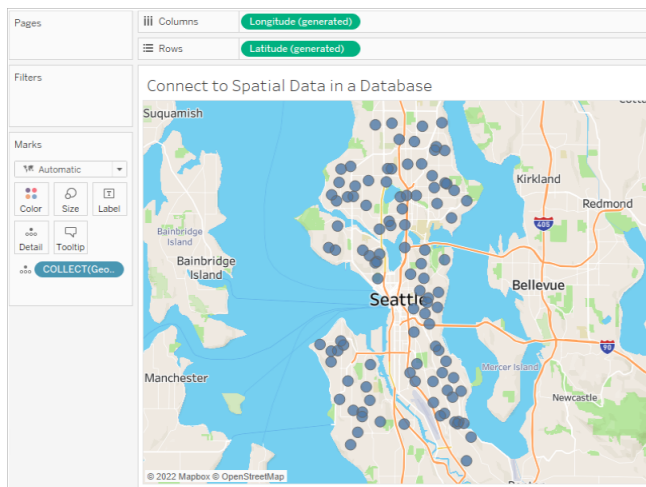 Pages
iii Columns
Longitude (generated)
Rows
Latitude (generated)
Filters
Connect to Spatial Data in a Database
Marks
Automatic
Color
Size
Label
T
Detail
Tooltip
COLLECT(Geo..
Suquamish
Kirkland
Redmond
405
Bainbridge
Island
Bainbridge
Island
Seattle
Bellevue
90
Mercer Island
Manchester
Newcastle
© 2022 Mapbox © OpenStreetMap